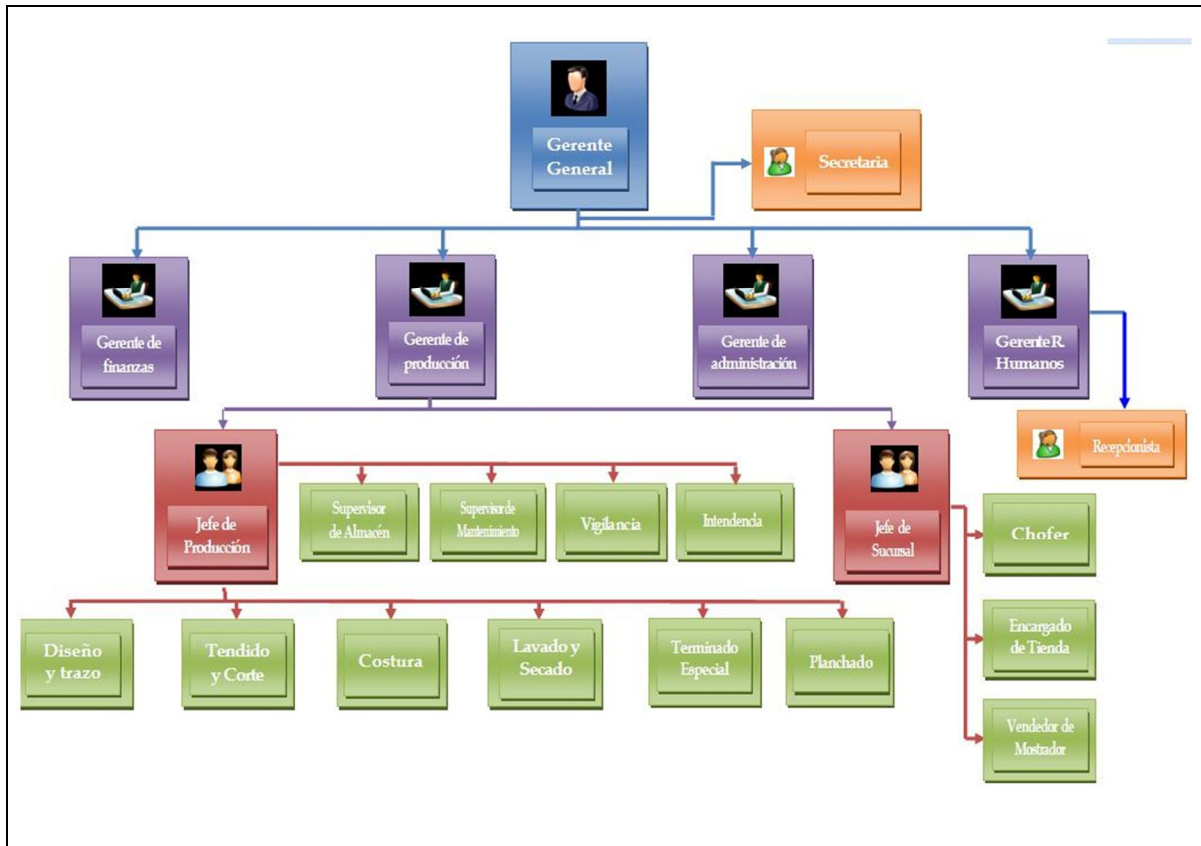 Gerente
General
Secretaria
Gerente de
finanzas
Gerente de
producción
Gerente de
administración
Gerente R.
Humanos
Recepcionista
Jefe de
Producción
Supervisor
de Almacén
Supervisor de
Mantenimiento
Vigilancia
Intendencia
Jefe de
Sucursal
Chofer
Encargado
de Tienda
Vendedor de
Mostrador
Diseño
y trazo
Tendido
y Corte
Costura
Lavado y
Secado
Terminado
Especial
Planchado